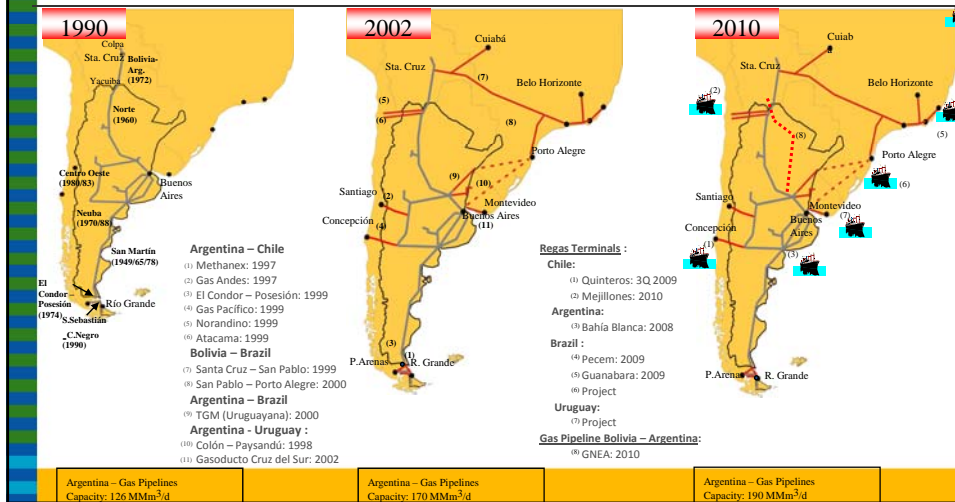 1990
Colpa
Sta. Cruz
Bolivia-
Arg.
(1972)
Yacuiba
Norte
(1960)
Centro Oeste
(1980/83)
Buenos
Aires
Neuba
(1970/88)
San Martín
(1949/65/78)
El
Condor –
Posesión
(1974)
Río Grande
S.Sebastián
C.Negro
(1990)
Argentina – Chile
(1) Methanex: 1997
(2) Gas Andes: 1997
(3) El Condor – Posesión: 1999
(4) Gas Pacífico: 1999
(5) Norandino: 1999
(6) Atacama: 1999
Bolivia – Brazil
(7) Santa Cruz – San Pablo: 1999
(8) San Pablo – Porto Alegre: 2000
Argentina – Brazil
(9) TGM (Uruguayana): 2000
Argentina - Uruguay :
(10) Colón – Paysandú: 1998
(11) Gasoducto Cruz del Sur: 2002
2002
Cuiabá
Sta. Cruz
(7)
Belo Horizonte
(5)
(6)
(8)
Porto Alegre
(9)
(10)
Santiago
(2)
Montevideo
Concepción
Buenos Aires
(4)
(11)
(3)
(1)
P.Arenas
R. Grande
Regas Terminals :
Chile:
(1) Quinteros: 3Q 2009
(2) Mejillones: 2010
Argentina:
(3) Bahía Blanca: 2008
Brazil :
(4) Pecem: 2009
(5) Guanabara: 2009
(6) Project
Uruguay:
(7) Project
Gas Pipeline Bolivia – Argentina:
(8) GNEA: 2010
2010
Cuiab
á
Sta. Cruz
Belo Horizonte
(2)
(5)
(8)
Porto Alegre
(6)
Santiago
Montevideo
Buenos
Aires
(7)
Concepción
(1)
(3)
P.Arenas
R. Grande
Argentina – Gas Pipelines
Capacity: 126 MMm3/d
Argentina – Gas Pipelines
Capacity: 170 MMm3/d
Argentina – Gas Pipelines
Capacity: 190 MMm3/d